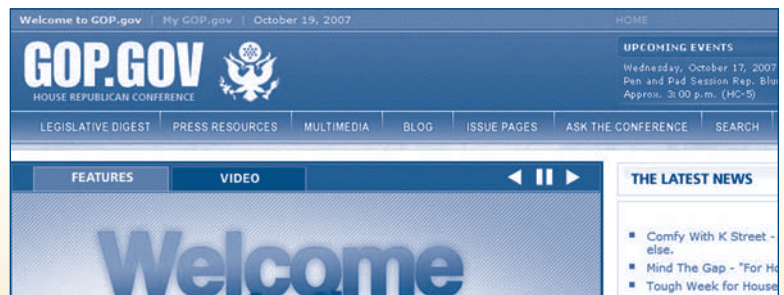 Welcome to GOP.gov | My GOP.gov | October 19, 2007
HOME
GOP.GOV
HOUSE REPUBLICAN CONFERENCE
UPCOMING EVENTS
Wednesday, October 17, 2007
Pen and Pad Session Rep. Blu
Approx. 3:00 p.m. (HC-5)
LEGISLATIVE DIGEST PRESS RESOURCES MULTIMEDIA BLOG ISSUE PAGES ASK THE CONFERENCE SEARCH
FEATURES VIDEO
Welcome
THE LATEST NEWS
Comfy With K Street -
else.
Mind The Gap - "For Ho
Tough Week for House